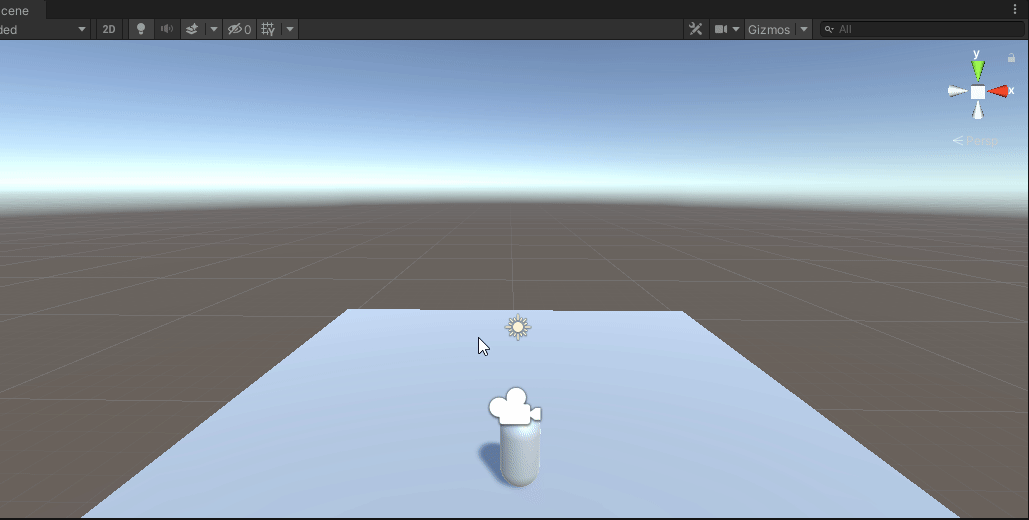 cene
ded 2D 0 Gizmos All
y
x
Persp